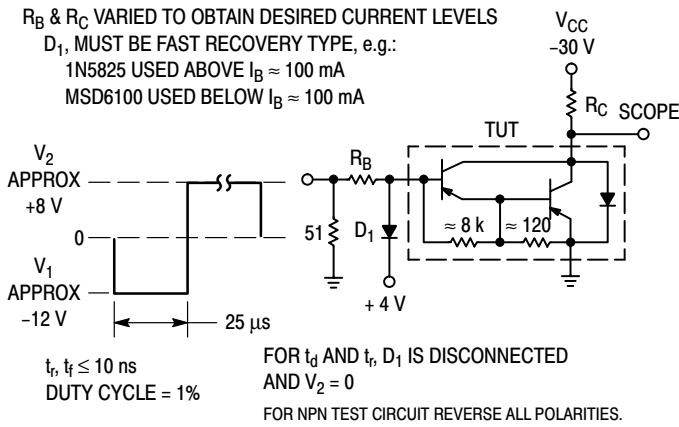 R_B & R_C VARIED TO OBTAIN DESIRED CURRENT LEVELS
D_1, MUST BE FAST RECOVERY TYPE, e.g.:
1N5825 USED ABOVE I_B ≈ 100 mA
MSD6100 USED BELOW I_B ≈ 100 mA
V_CC
−30 V
R_C SCOPE
TUT
V_2
APPROX
+8 V
0
V_1
APPROX
−12 V
R_B
51
D_1
≈ 8 k
≈ 120
+ 4 V
25 μs
t_r, t_f ≤ 10 ns
DUTY CYCLE = 1%
FOR t_d AND t_r, D_1 IS DISCONNECTED
AND V_2 = 0
FOR NPN TEST CIRCUIT REVERSE ALL POLARITIES.